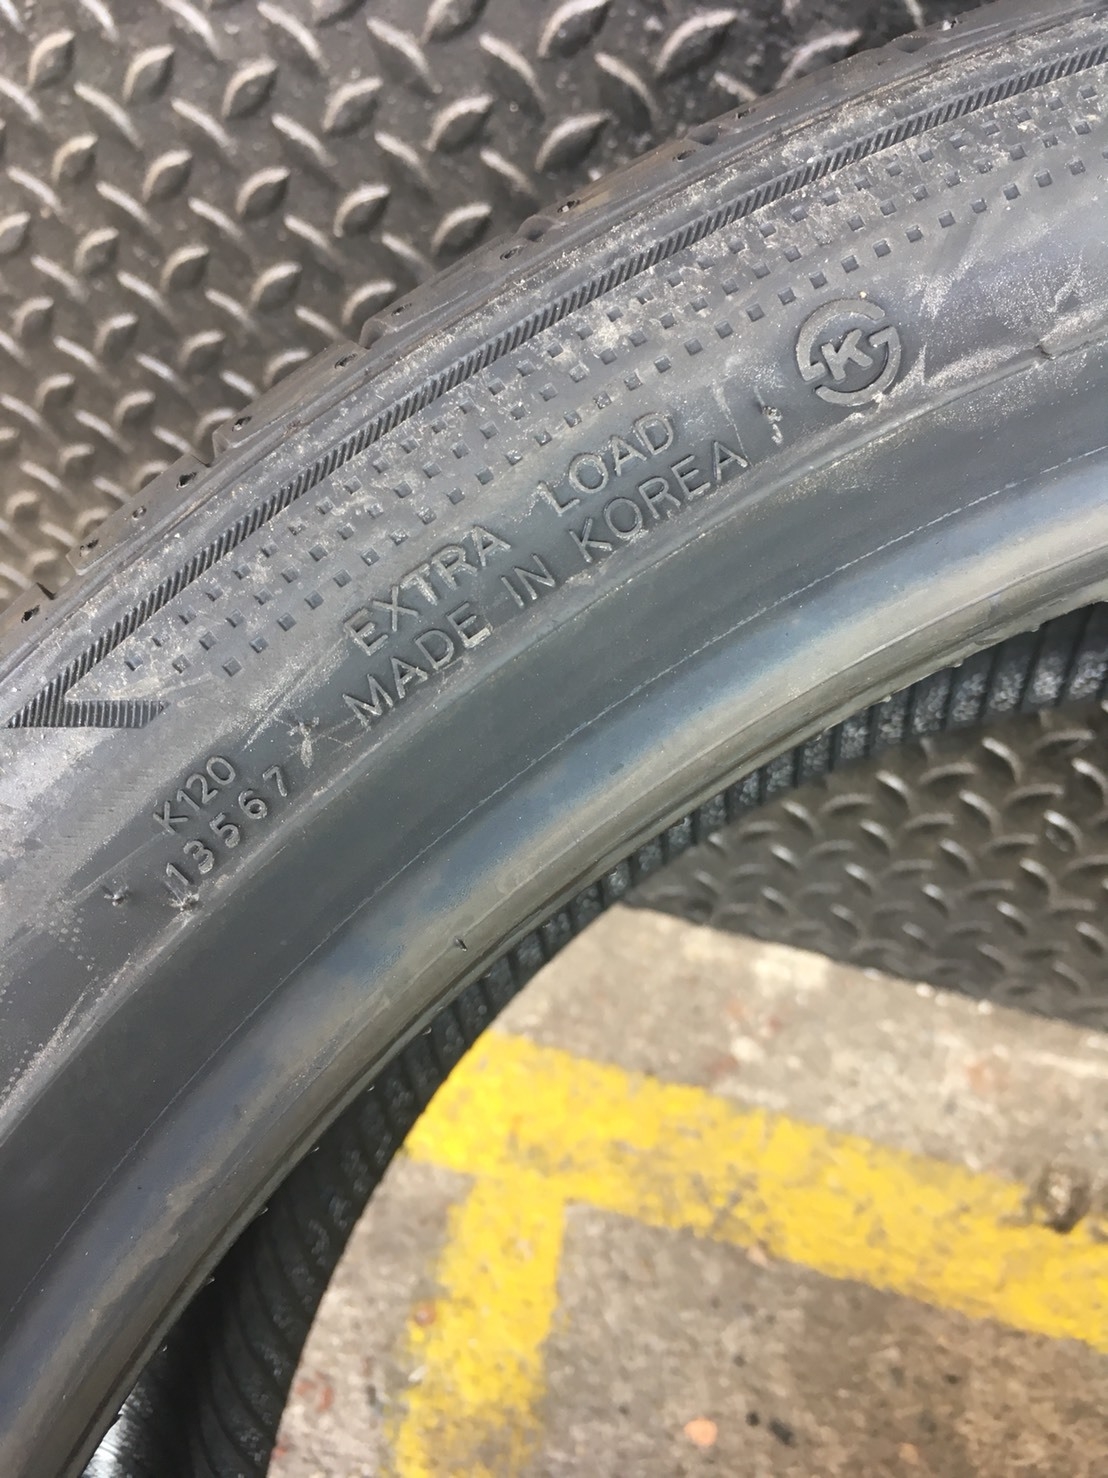 K
EXTRA LOAD
MADE IN KOREA
K120
13567